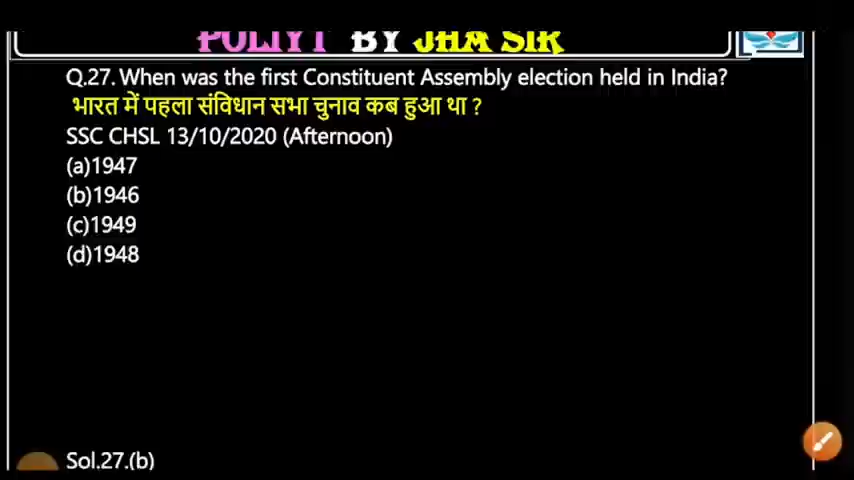 POLIYT BY JHA SIR
Q.27. When was the first Constituent Assembly election held in India?
भारत में पहला संविधान सभा चुनाव कब हुआ था ?
SSC CHSL 13/10/2020 (Afternoon)
(a)1947
(b)1946
(c)1949
(d)1948
Sol.27.(b)